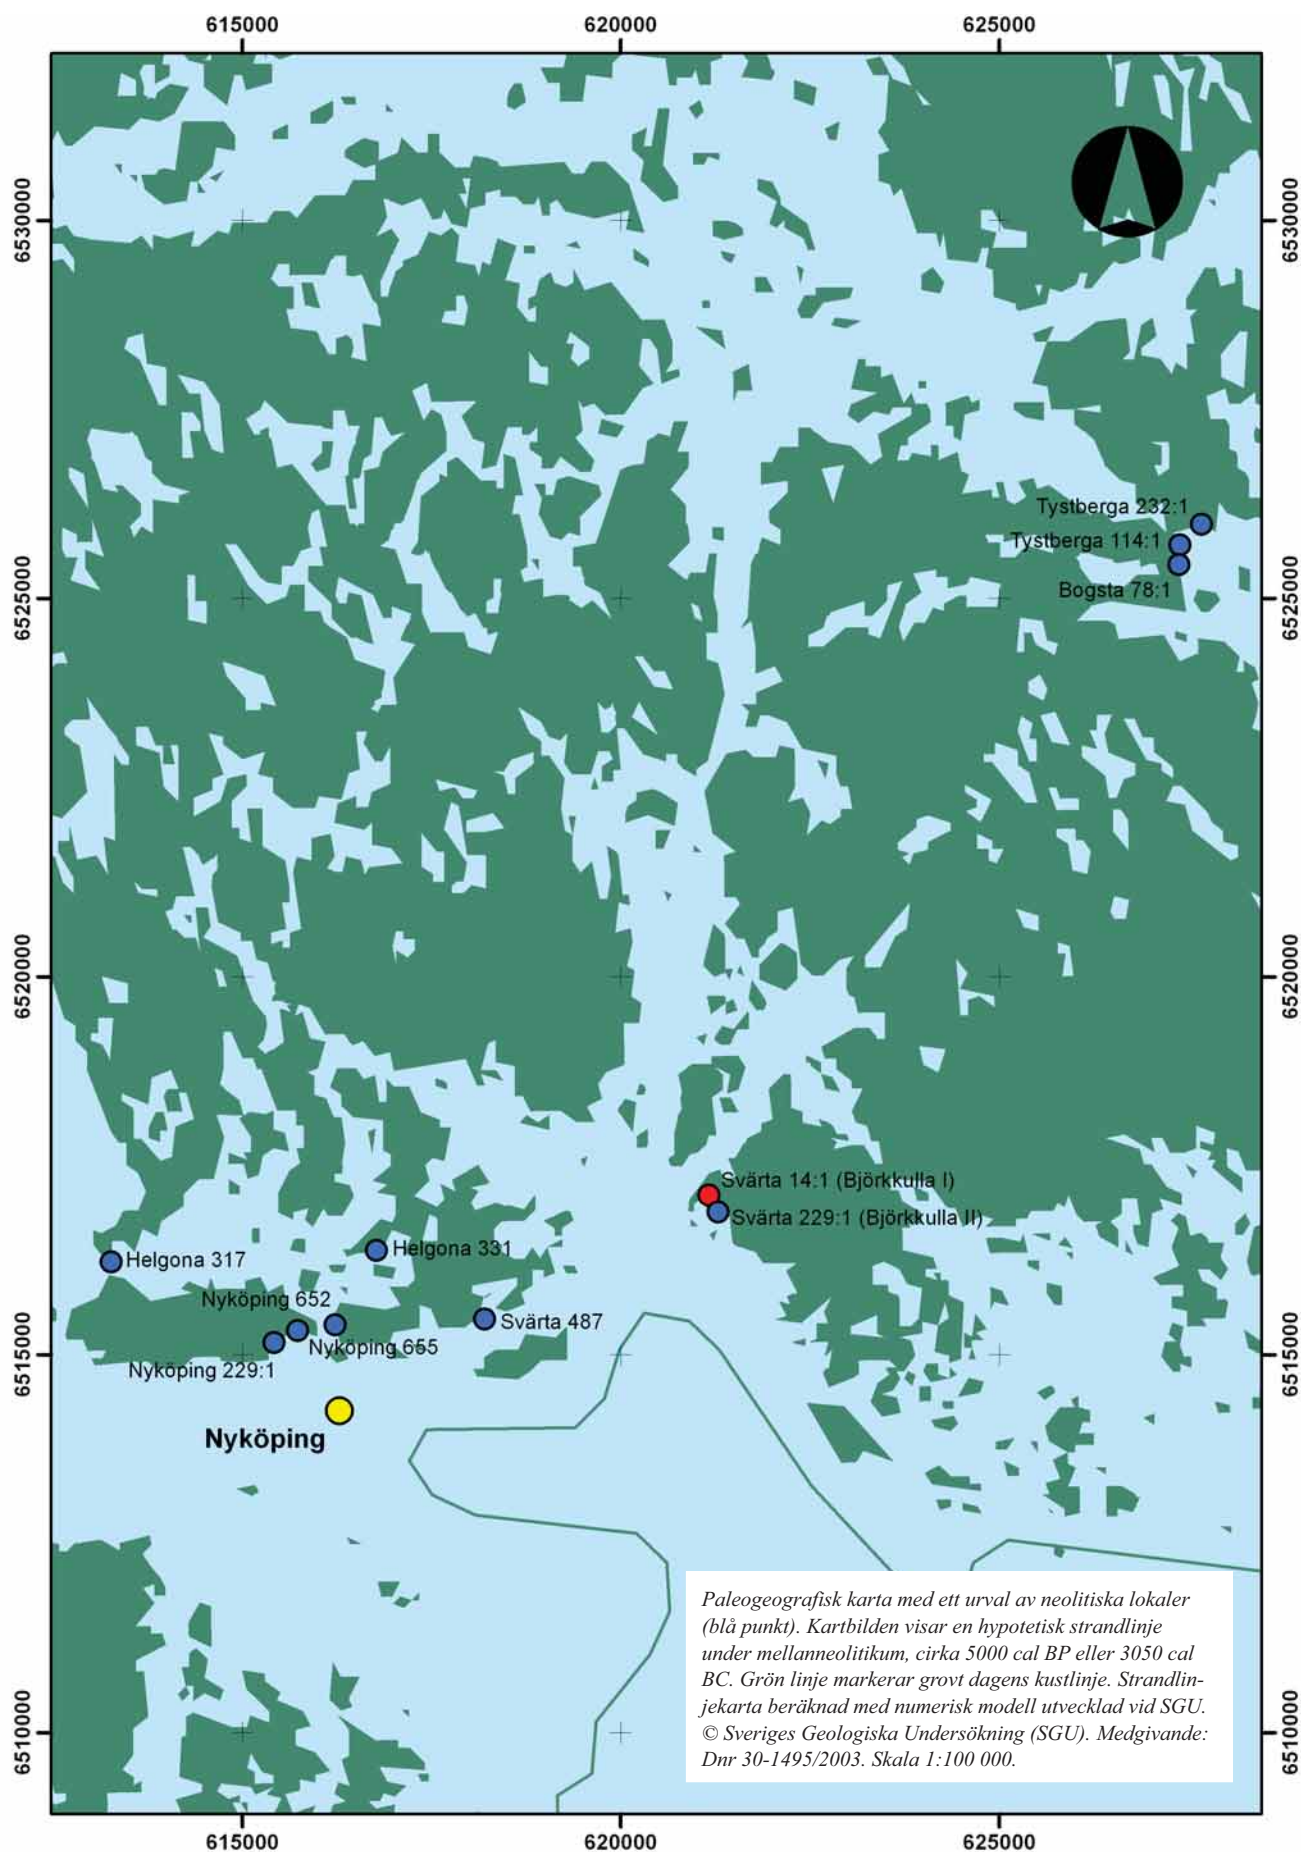 615000
620000
625000
6530000
6530000
Tystberga 232:1
Tystberga 114:1
Bogsta 78:1
6525000
6525000
6520000
6520000
Svärta 14:1 (Björkkulla I)
Svärta 229:1 (Björkkulla II)
Helgona 331
Helgona 317
Nyköping 652
Svärta 487
Nyköping 655
Nyköping 229:1
6515000
6515000
Nyköping
Paleogeografisk karta med ett urval av neolitiska lokaler
(blå punkt). Kartbilden visar en hypotetisk strandlinje
under mellanneolitikum, cirka 5000 cal BP eller 3050 cal
BC. Grön linje markerar grovt dagens kustlinje. Strandlin-
jekarta beräknad med numerisk modell utvecklad vid SGU.
© Sveriges Geologiska Undersökning (SGU). Medgivande:
Dnr 30-1495/2003. Skala 1:100 000.
6510000
6510000
615000
620000
625000